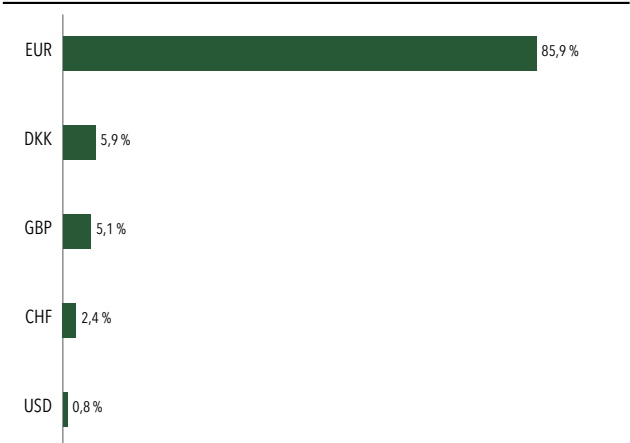 EUR 85,9 %
DKK 5,9 %
GBP 5,1 %
CHF 2,4 %
USD 0,8 %